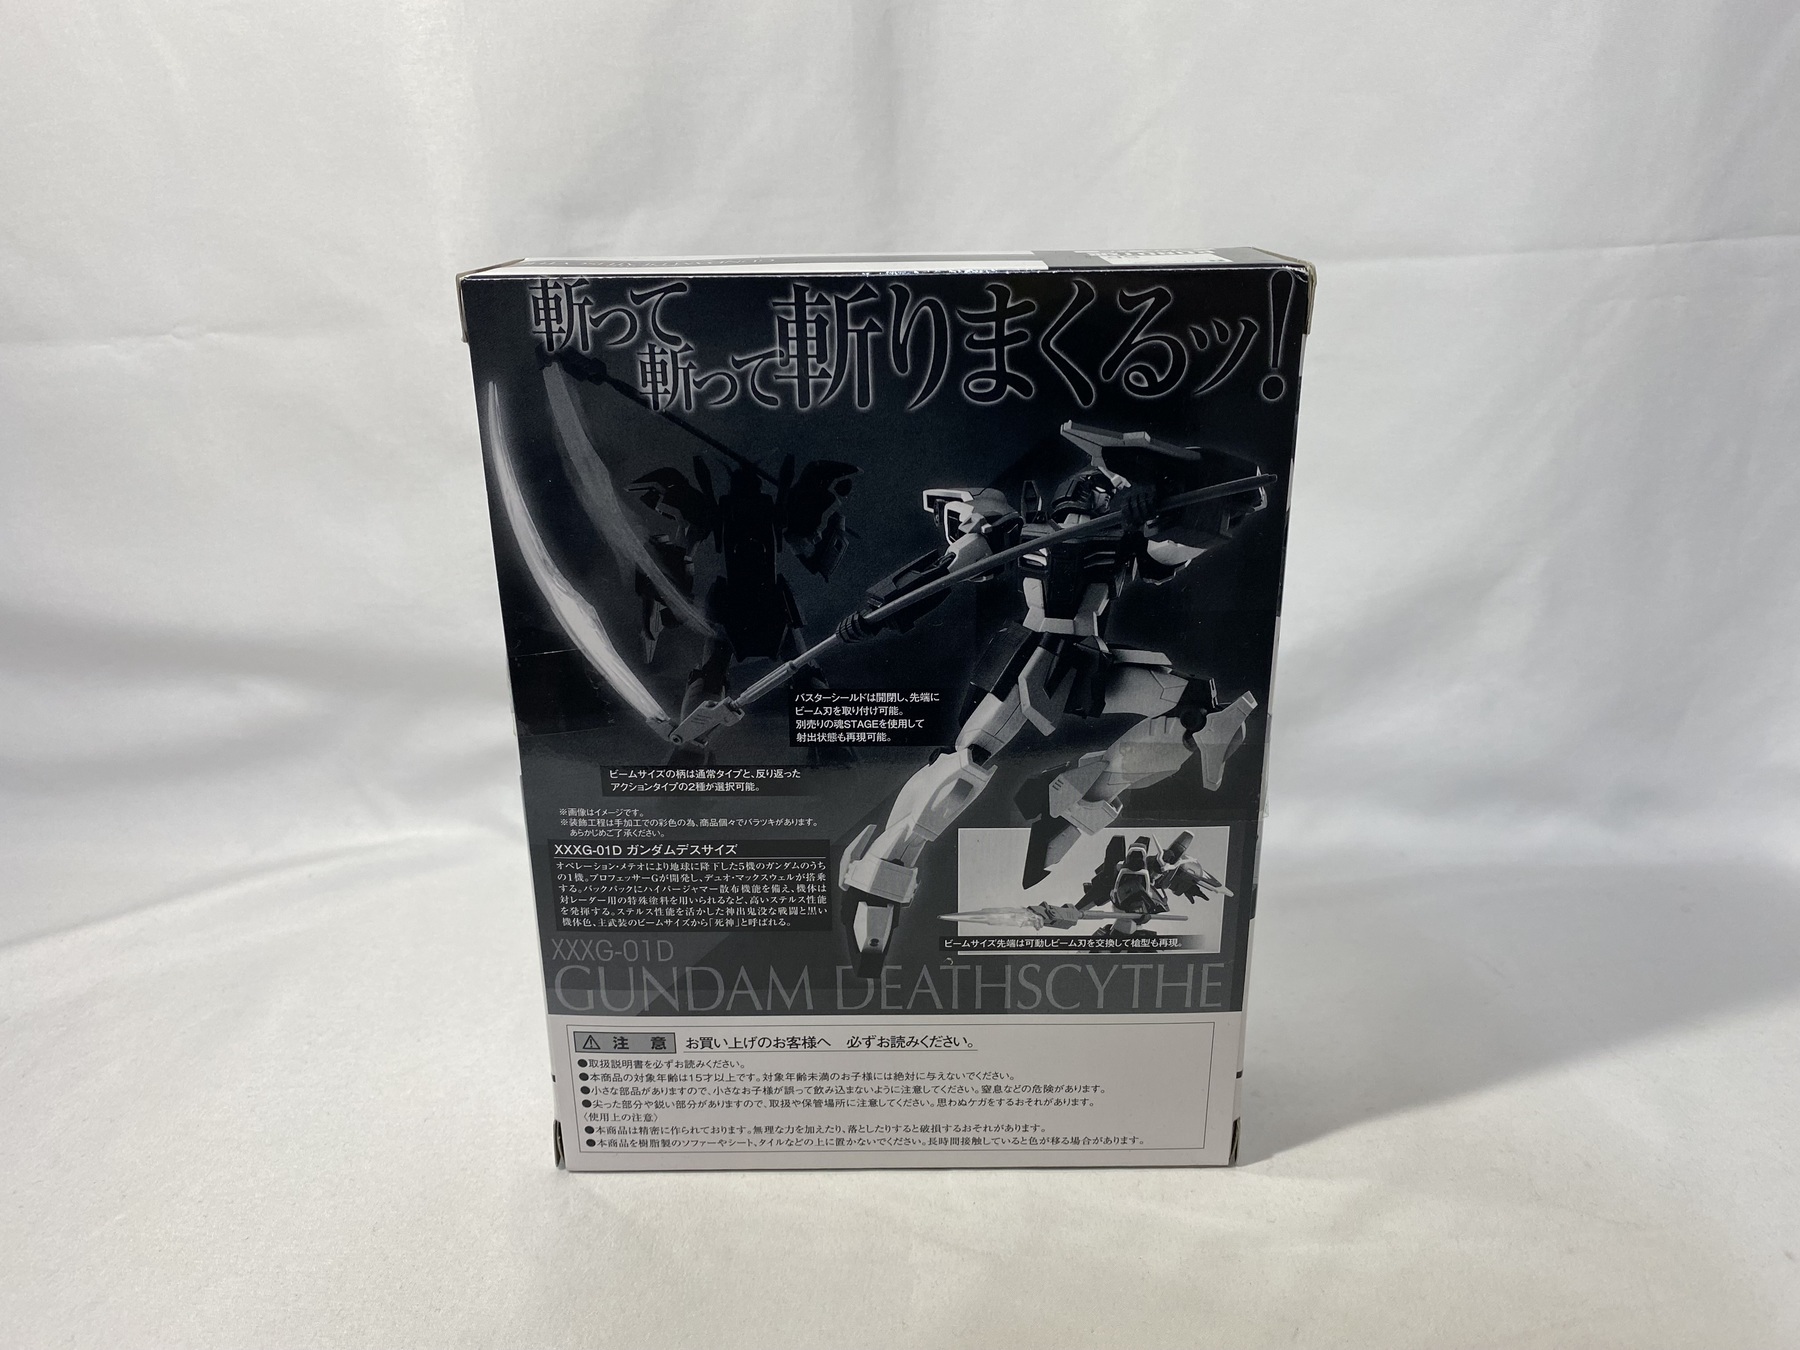 斬って
斬って斬りまくるッ!
バスターシールドは開閉し、先端に
ビーム刃を取り付け可能。
別売りの魂STAGEを使用して
射出状態も再現可能。
ビームサイズの柄は通常タイプと、反り返った
アクションタイプの2種が選択可能。
※画像はイメージです。
※装飾工程は手加工での彩色の為、商品個々でバラツキがあります。
あらかじめご了承ください。
XXXG-01D ガンダムデスサイズ
オペレーション・メテオにより地球に降下した5機のガンダムのうち
の1機。プロフェッサーGが開発し、デュオ・マックスウェルが搭乗
する。バックパックにハイパージャマー散布機能を備え、機体は
対レーダー用の特殊塗料を用いられるなど、高いステルス性能
を発揮する。ステルス性能を活かした神出鬼没な戦闘と黒い
機体色、主武装のビームサイズから「死神」と呼ばれる。
ビームサイズ先端は可動しビーム刃を交換して槍型も再現。
XXXG-01D
GUNDAM DEATHSCYTHE
⚠ 注 意 お買い上げのお客様へ 必ずお読みください。
●取扱説明書を必ずお読みください。
●本商品の対象年齢は15才以上です。対象年齢未満のお子様には絶対に与えないでください。
●小さな部品がありますので、小さなお子様が誤って飲み込まないように注意してください。窒息などの危険があります。
●尖った部分や鋭い部分がありますので、取扱や保管場所に注意してください。思わぬケガをするおそれがあります。
〈使用上の注意〉
●本商品は精密に作られております。無理な力を加えたり、落としたりすると破損するおそれがあります。
●本商品を樹脂製のソファーやシート、タイルなどの上に置かないでください。長時間接触していると色が移る場合があります。